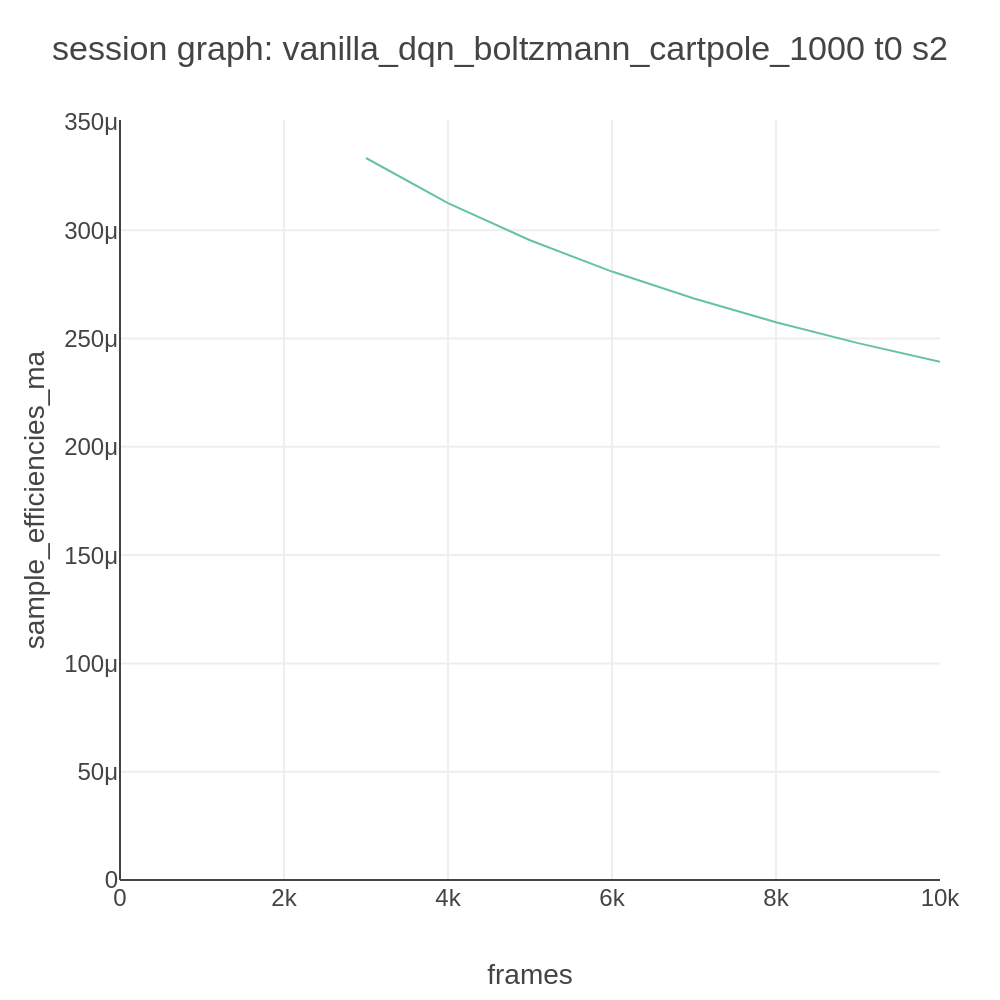 session graph: vanilla_dqn_boltzmann_cartpole_1000 t0 s2
350μ
300μ
250μ
200μ
150μ
100μ
50μ
0
sample_efficiencies_ma
0 2k 4k 6k 8k 10k
frames